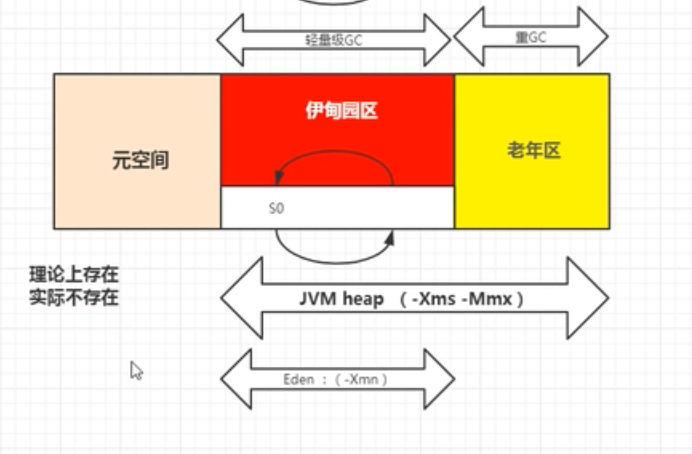 轻量级GC
重GC
伊甸园区
元空间
老年区
S0
理论上存在
实际不存在
JVM heap （-Xms -Mmx）
Eden ：（-Xmn）